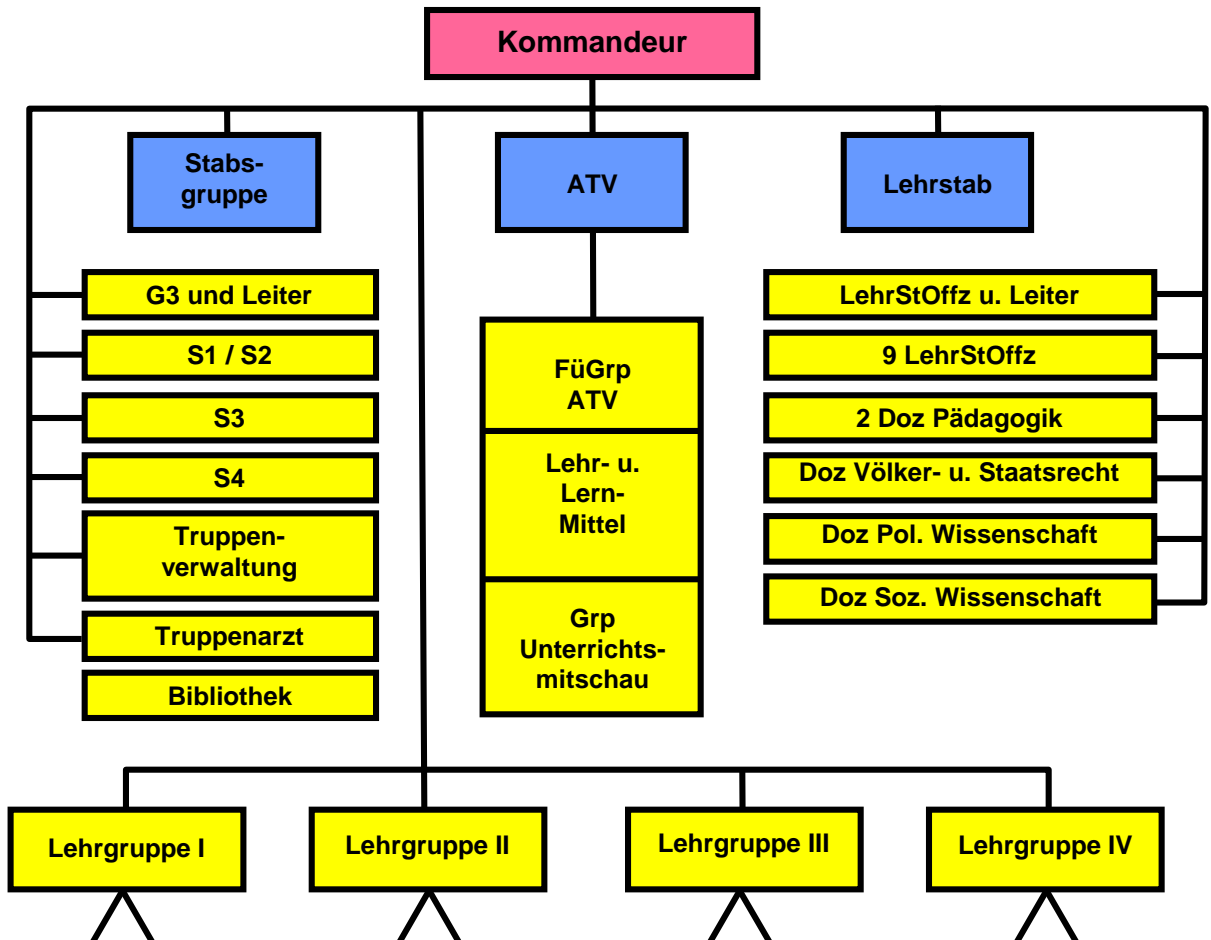 Kommandeur
Stabs-
gruppe
ATV
Lehrstab
G3 und Leiter
S1 / S2
S3
S4
Truppen-
verwaltung
Truppenarzt
Bibliothek
FüGrp
ATV
Lehr- u.
Lern-
Mittel
Grp
Unterrichts-
mitschau
LehrStOffz u. Leiter
9 LehrStOffz
2 Doz Pädagogik
Doz Völker- u. Staatsrecht
Doz Pol. Wissenschaft
Doz Soz. Wissenschaft
Lehrgruppe I
Lehrgruppe II
Lehrgruppe III
Lehrgruppe IV